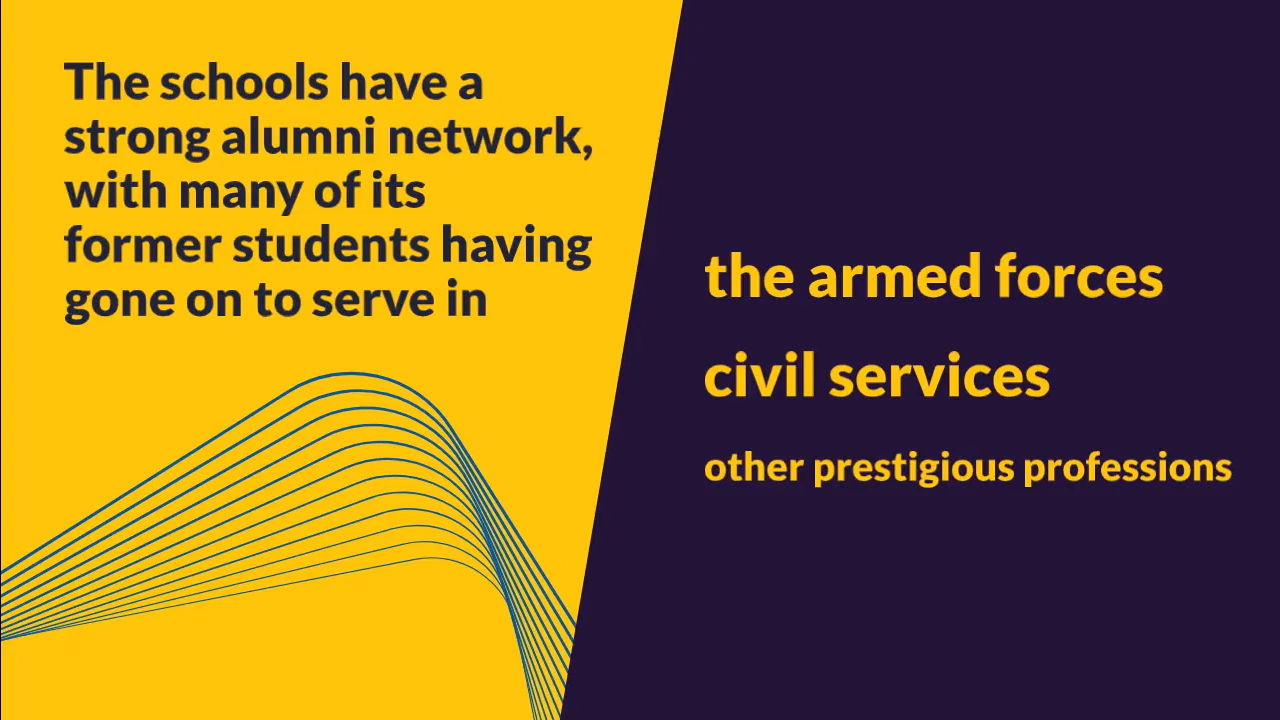 The schools have a
strong alumni network,
with many of its
former students having
gone on to serve in
the armed forces
civil services
other prestigious professions